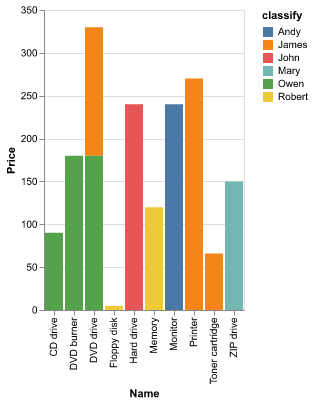 classify
Andy
James
John
Mary
Owen
Robert
350
300
250
200
150
100
50
0
Price
CD drive
DVD burner
DVD drive
Floppy disk
Hard drive
Memory
Monitor
Printer
Toner cartridge
ZIP drive
Name